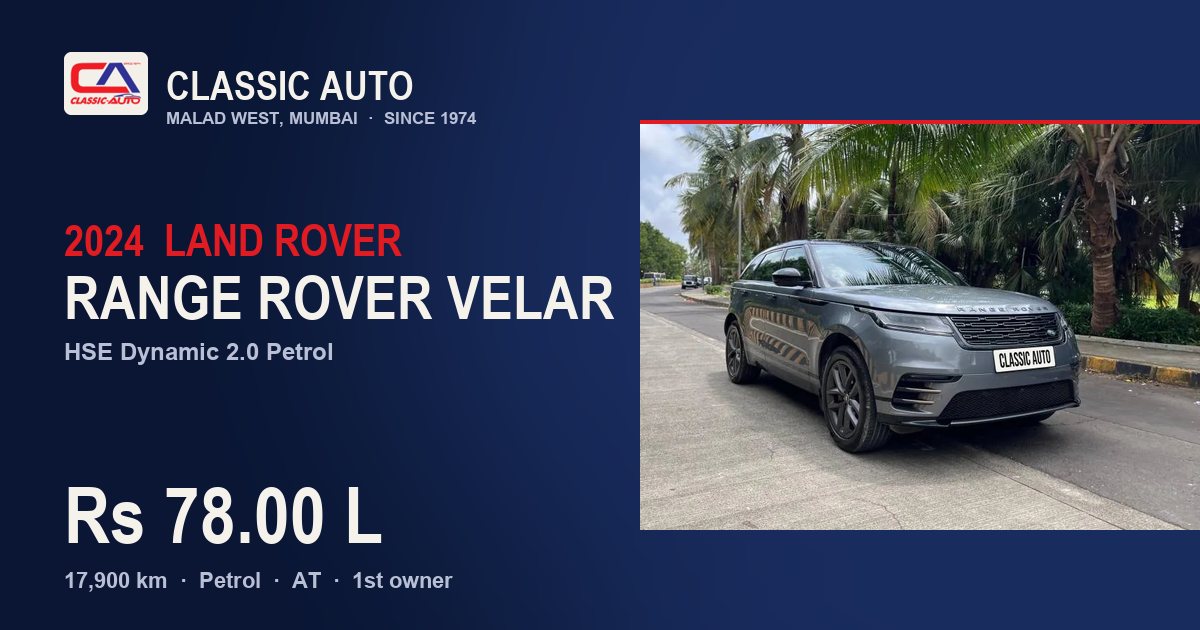 CA
CLASSIC-AUTO
CLASSIC AUTO
MALAD WEST, MUMBAI · SINCE 1974
2024 LAND ROVER
RANGE ROVER VELAR
HSE Dynamic 2.0 Petrol
RANGE ROVER
CLASSIC AUTO
Rs 78.00 L
17,900 km · Petrol · AT · 1st owner